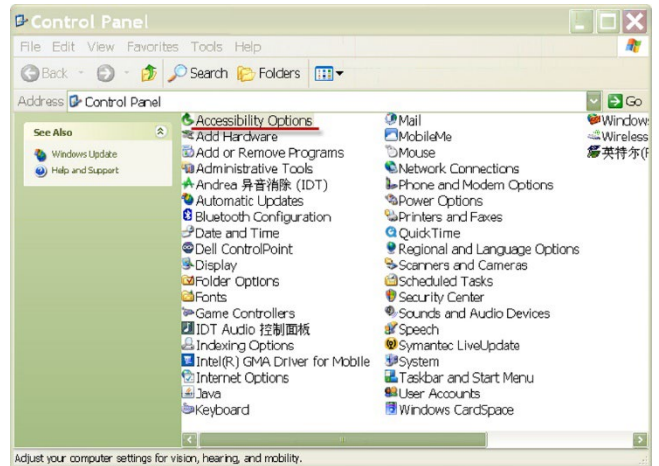 Control Panel
File Edit View Favorites Tools Help
Back Search Folders
Address Control Panel Go
See Also
Windows Update
Help and Support
Accessibility Options
Add Hardware
Add or Remove Programs
Administrative Tools
Andrea 异音消除 (IDT)
Automatic Updates
Bluetooth Configuration
Date and Time
Dell ControlPoint
Display
Folder Options
Fonts
Game Controllers
IDT Audio 控制面板
Indexing Options
Intel(R) GMA Driver for Mobile
Internet Options
Java
Keyboard
Mail
MobileMe
Mouse
Network Connections
Phone and Modem Options
Power Options
Printers and Faxes
QuickTime
Regional and Language Options
Scanners and Cameras
Scheduled Tasks
Security Center
Sounds and Audio Devices
Speech
Symantec LiveUpdate
System
Taskbar and Start Menu
User Accounts
Windows CardSpace
Window
Wireless
英特尔(
Adjust your computer settings for vision, hearing, and mobility.